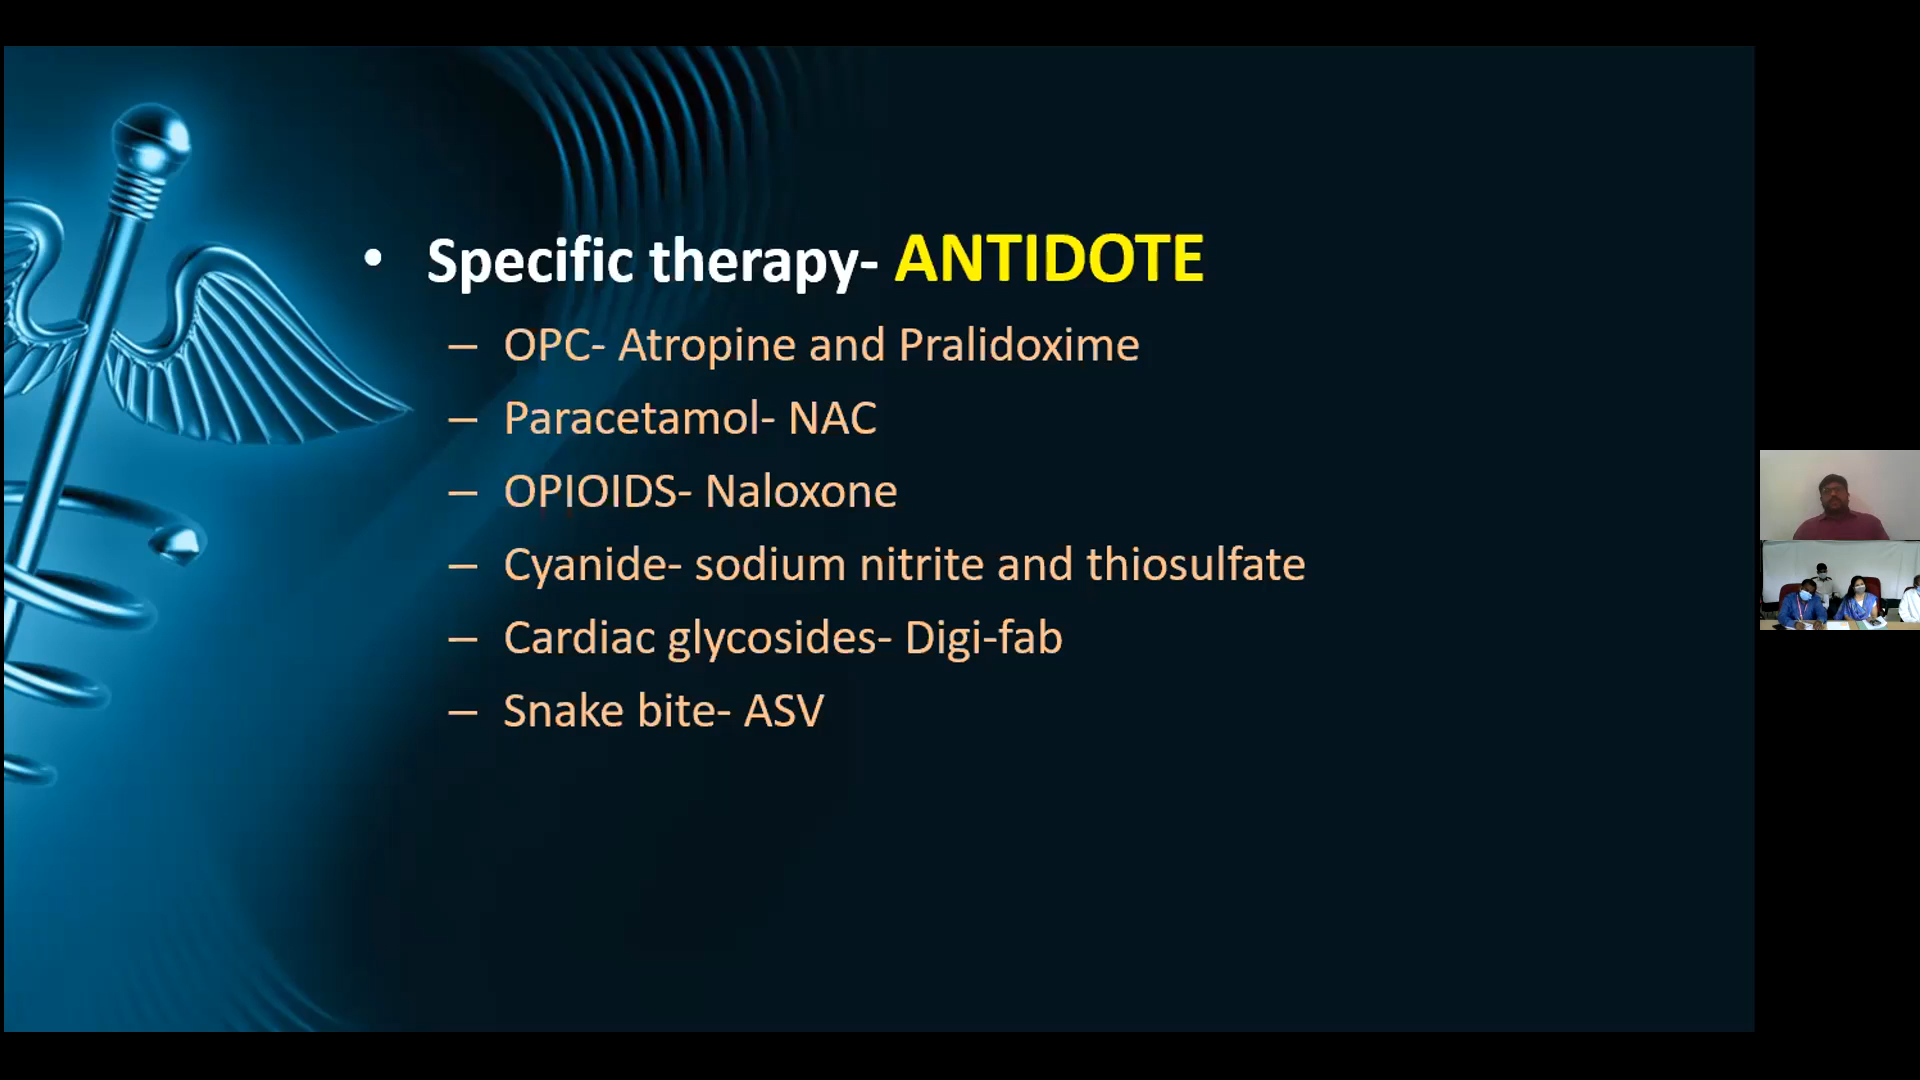 • Specific therapy- ANTIDOTE
– OPC- Atropine and Pralidoxime
– Paracetamol- NAC
– OPIOIDS- Naloxone
– Cyanide- sodium nitrite and thiosulfate
– Cardiac glycosides- Digi-fab
– Snake bite- ASV